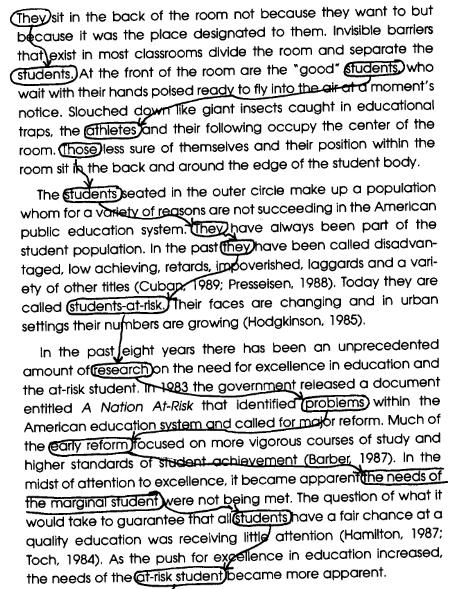 They sit in the back of the room not because they want to but
because it was the place designated to them. Invisible barriers
that exist in most classrooms divide the room and separate the
students. At the front of the room are the "good" students, who
wait with their hands poised ready to fly into the air at a moment's
notice. Slouched down like giant insects caught in educational
traps, the athletes and their following occupy the center of the
room. Those less sure of themselves and their position within the
room sit in the back and around the edge of the student body.
The students seated in the outer circle make up a population
whom for a variety of reasons are not succeeding in the American
public education system. They have always been part of the
student population. In the past they have been called disadvan-
taged, low achieving, retards, impoverished, laggards and a vari-
ety of other titles (Cuban, 1989; Presseisen, 1988). Today they are
called students-at-risk. Their faces are changing and in urban
settings their numbers are growing (Hodgkinson, 1985).
In the past eight years there has been an unprecedented
amount of research on the need for excellence in education and
the at-risk student. In 1983 the government released a document
entitled A Nation At-Risk that identified problems within the
American education system and called for major reform. Much of
the early reform focused on more vigorous courses of study and
higher standards of student achievement (Barber, 1987). In the
midst of attention to excellence, it became apparent the needs of
the marginal student were not being met. The question of what it
would take to guarantee that all students have a fair chance at a
quality education was receiving little attention (Hamilton, 1987;
Toch, 1984). As the push for excellence in education increased,
the needs of the at-risk student became more apparent.